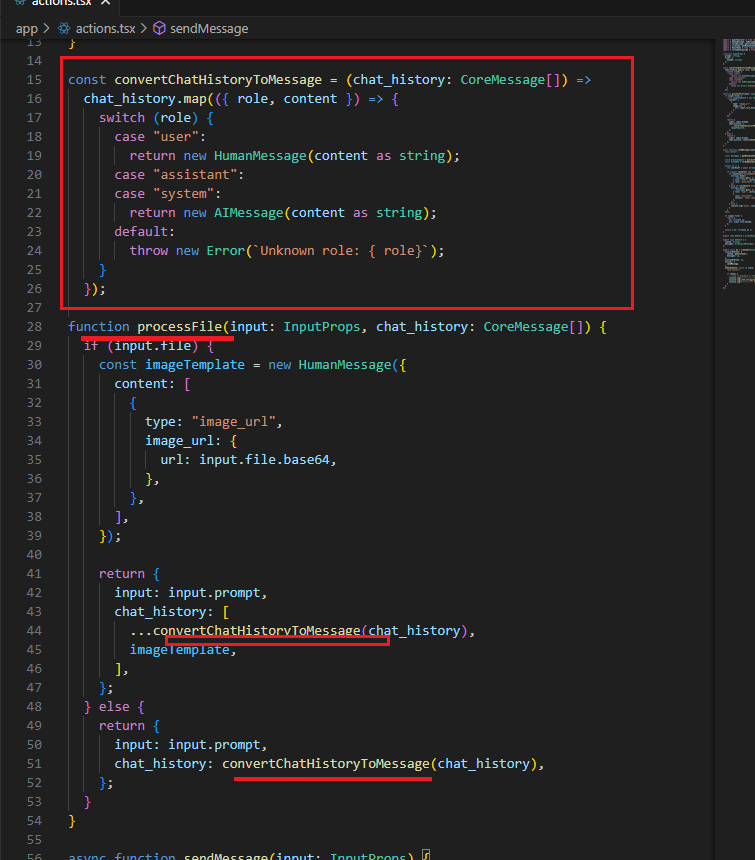 actions.tsx ×
app > actions.tsx > sendMessage
13 }
14
15 const convertChatHistoryToMessage = (chat_history: CoreMessage[]) =>
16 chat_history.map(({ role, content }) => {
17 switch (role) {
18 case "user":
19 return new HumanMessage(content as string);
20 case "assistant":
21 case "system":
22 return new AIMessage(content as string);
23 default:
24 throw new Error(`Unknown role: { role}`);
25 }
26 });
27
28 function processFile(input: InputProps, chat_history: CoreMessage[]) {
29 if (input.file) {
30 const imageTemplate = new HumanMessage({
31 content: [
32 {
33 type: "image_url",
34 image_url: {
35 url: input.file.base64,
36 },
37 },
38 ],
39 });
40
41 return {
42 input: input.prompt,
43 chat_history: [
44 ...convertChatHistoryToMessage(chat_history),
45 imageTemplate,
46 ],
47 };
48 } else {
49 return {
50 input: input.prompt,
51 chat_history: convertChatHistoryToMessage(chat_history),
52 };
53 }
54 }
55
56 async function sendMessage(input: InputProps) {